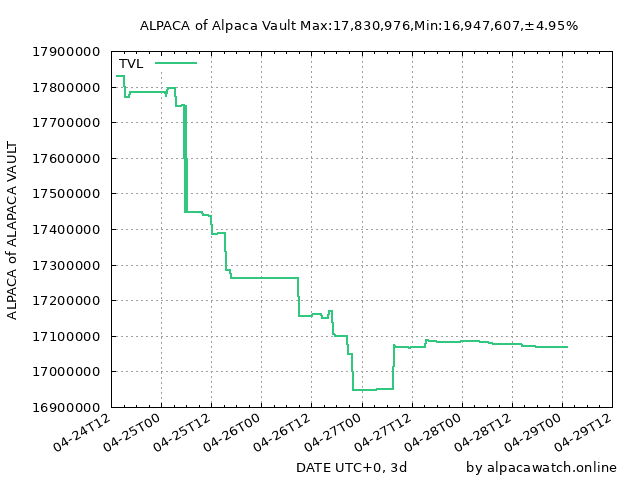 ALPACA of Alpaca Vault Max:17,830,976,Min:16,947,607,±4.95%
TVL
17900000
17800000
17700000
17600000
17500000
17400000
17300000
17200000
17100000
17000000
16900000
ALPACA of ALAPACA VAULT
04-24T12
04-25T00
04-25T12
04-26T00
04-26T12
04-27T00
04-27T12
04-28T00
04-28T12
04-29T00
04-29T12
DATE UTC+0, 3d
by alpacawatch.online